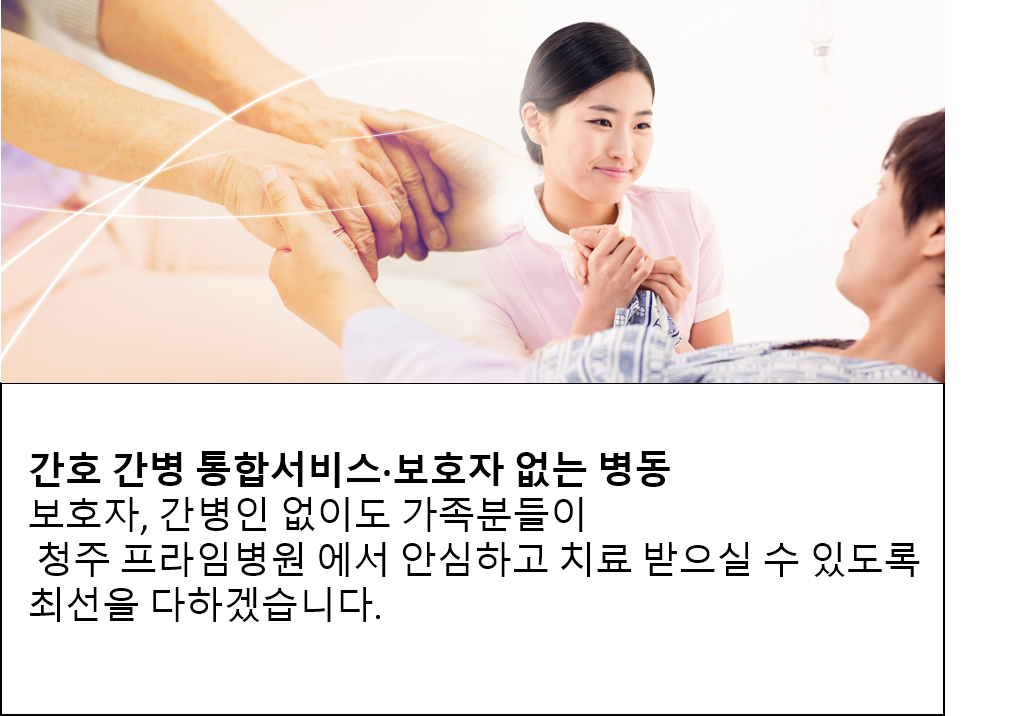 간호 간병 통합서비스·보호자 없는 병동
보호자, 간병인 없이도 가족분들이
청주 프라임병원 에서 안심하고 치료 받으실 수 있도록
최선을 다하겠습니다.